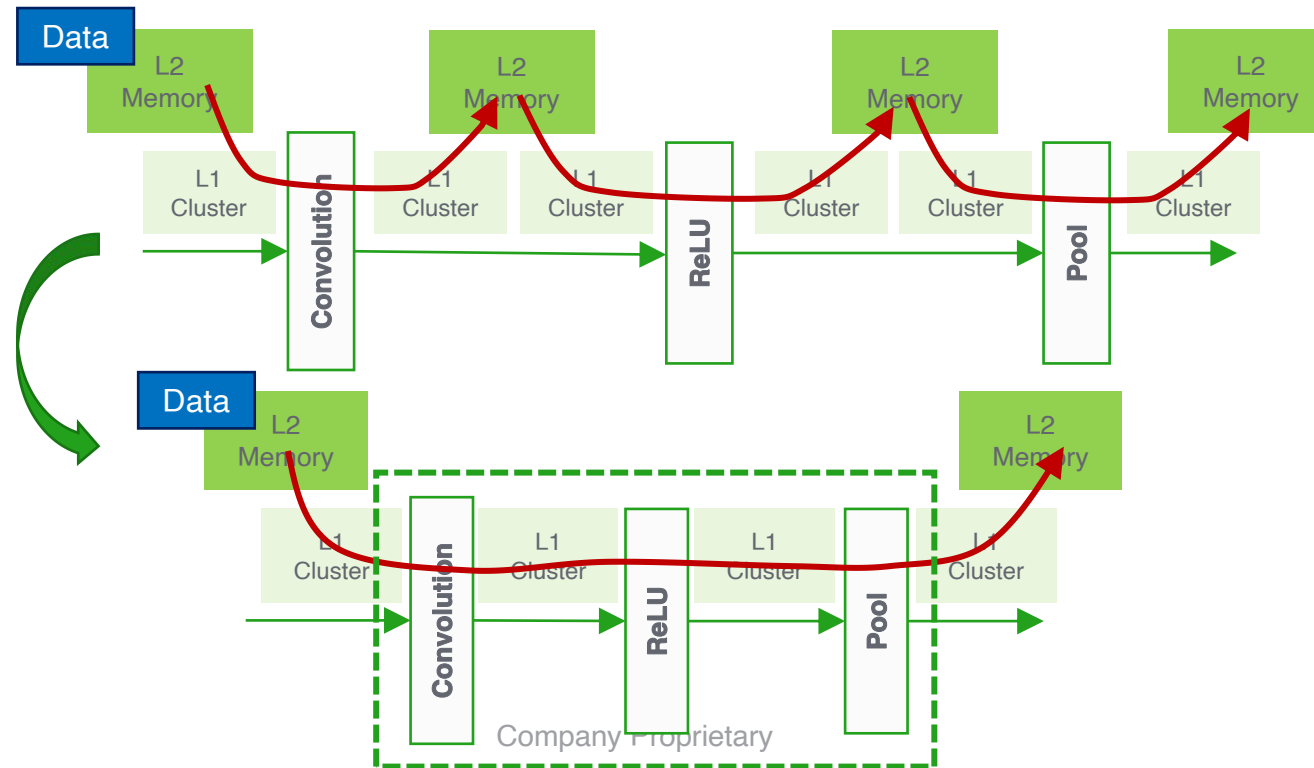 Data
L2
Memory
L2
Memory
L2
Memory
L2
Memory
L1
Cluster
Convolution
L1
Cluster
L1
Cluster
ReLU
L1
Cluster
L1
Cluster
Pool
L1
Cluster
Data
L2
Memory
L2
Memory
L1
Cluster
Convolution
L1
Cluster
ReLU
L1
Cluster
Pool
L1
Cluster
Company Proprietary